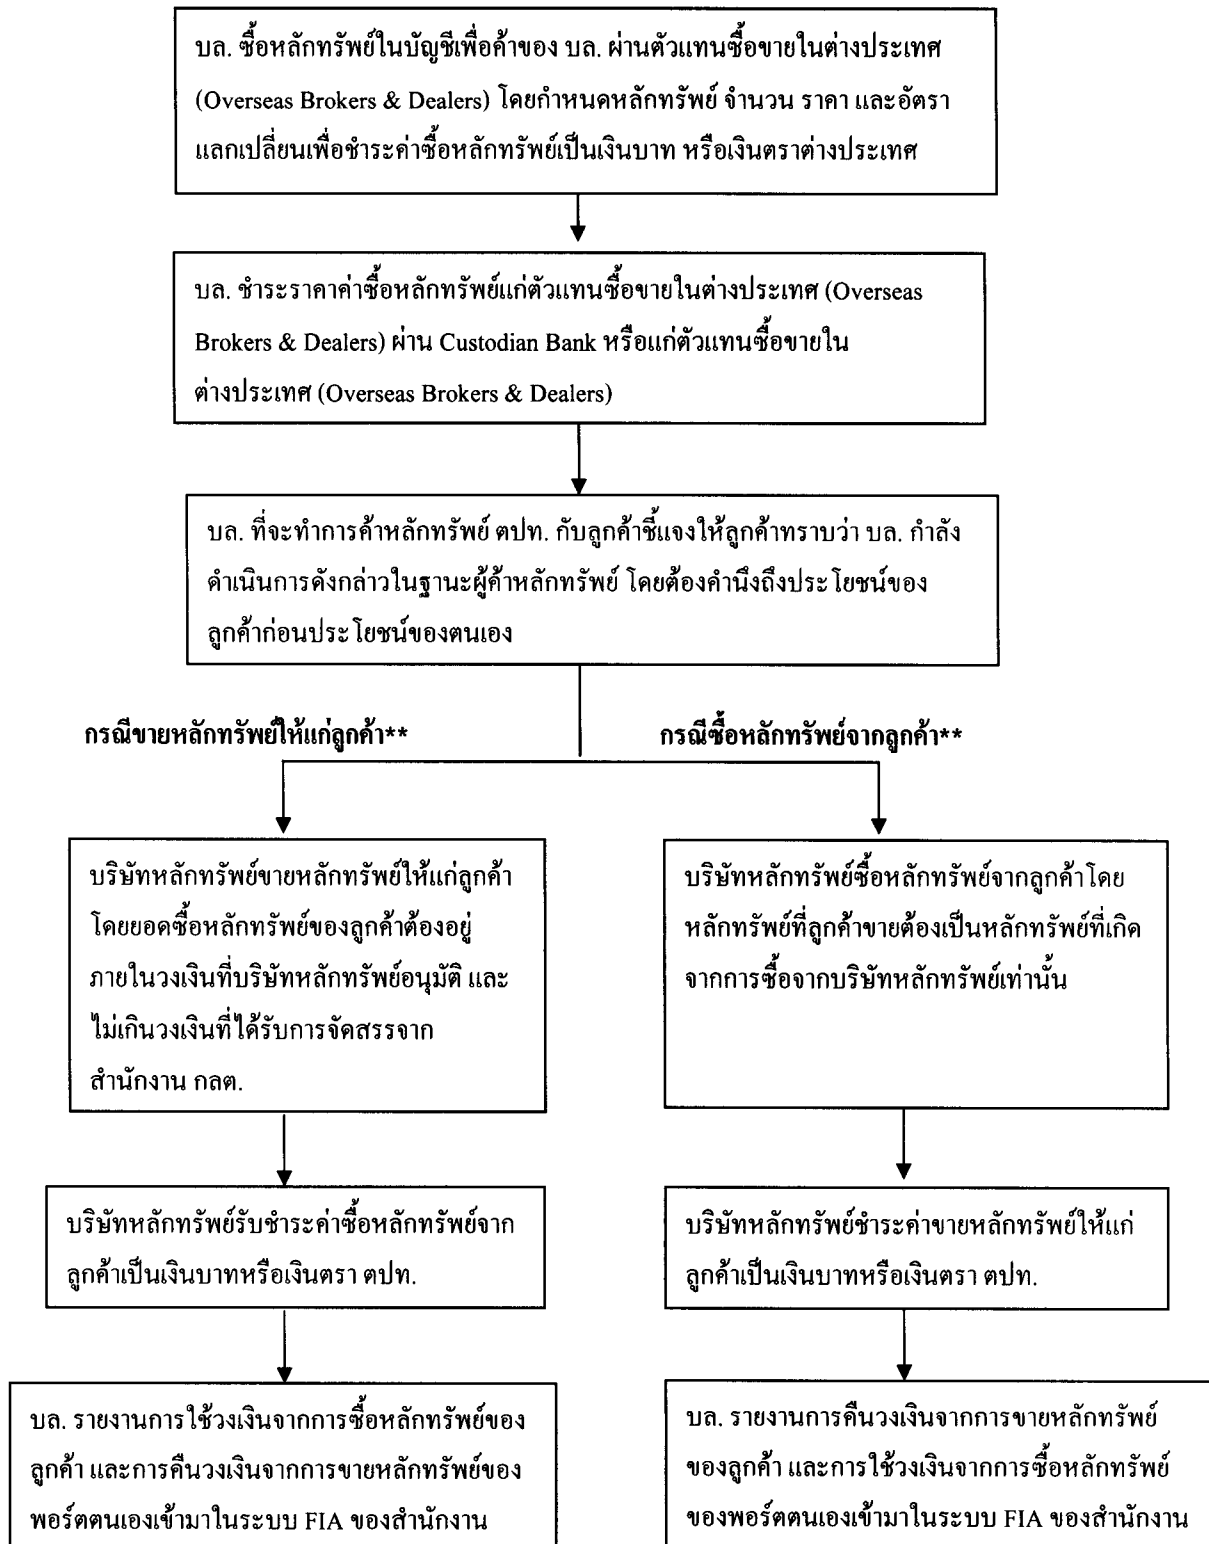 บล. ซื้อหลักทรัพย์ในบัญชีเพื่อค้าของ บล. ผ่านตัวแทนซื้อขายในต่างประเทศ
(Overseas Brokers & Dealers) โดยกำหนดหลักทรัพย์ จำนวน ราคา และอัตรา
แลกเปลี่ยนเพื่อชำระค่าซื้อหลักทรัพย์เป็นเงินบาท หรือเงินตราต่างประเทศ
บล. ชำระราคาค่าซื้อหลักทรัพย์แก่ตัวแทนซื้อขายในต่างประเทศ (Overseas
Brokers & Dealers) ผ่าน Custodian Bank หรือแก่ตัวแทนซื้อขายใน
ต่างประเทศ (Overseas Brokers & Dealers)
บล. ที่จะทำการค้าหลักทรัพย์ ตปท. กับลูกค้าชี้แจงให้ลูกค้าทราบว่า บล. กำลัง
ดำเนินการดังกล่าวในฐานะผู้ค้าหลักทรัพย์ โดยต้องคำนึงถึงประโยชน์ของ
ลูกค้าก่อนประโยชน์ของตนเอง
กรณีขายหลักทรัพย์ให้แก่ลูกค้า**
บริษัทหลักทรัพย์ขายหลักทรัพย์ให้แก่ลูกค้า
โดยยอดซื้อหลักทรัพย์ของลูกค้าต้องอยู่
ภายในวงเงินที่บริษัทหลักทรัพย์อนุมัติ และ
ไม่เกินวงเงินที่ได้รับการจัดสรรจาก
สำนักงาน กลต.
บริษัทหลักทรัพย์รับชำระค่าซื้อหลักทรัพย์จาก
ลูกค้าเป็นเงินบาทหรือเงินตรา ตปท.
บล. รายงานการใช้วงเงินจากการซื้อหลักทรัพย์ของ
ลูกค้า และการคืนวงเงินจากการขายหลักทรัพย์ของ
พอร์ตตนเองเข้ามาในระบบ FIA ของสำนักงาน
กรณีซื้อหลักทรัพย์จากลูกค้า**
บริษัทหลักทรัพย์ซื้อหลักทรัพย์จากลูกค้าโดย
หลักทรัพย์ที่ลูกค้าขายต้องเป็นหลักทรัพย์ที่เกิด
จากการซื้อจากบริษัทหลักทรัพย์เท่านั้น
บริษัทหลักทรัพย์ชำระค่าขายหลักทรัพย์ให้แก่
ลูกค้าเป็นเงินบาทหรือเงินตรา ตปท.
บล. รายงานการคืนวงเงินจากการขายหลักทรัพย์
ของลูกค้า และการใช้วงเงินจากการซื้อหลักทรัพย์
ของพอร์ตตนเองเข้ามาในระบบ FIA ของสำนักงาน